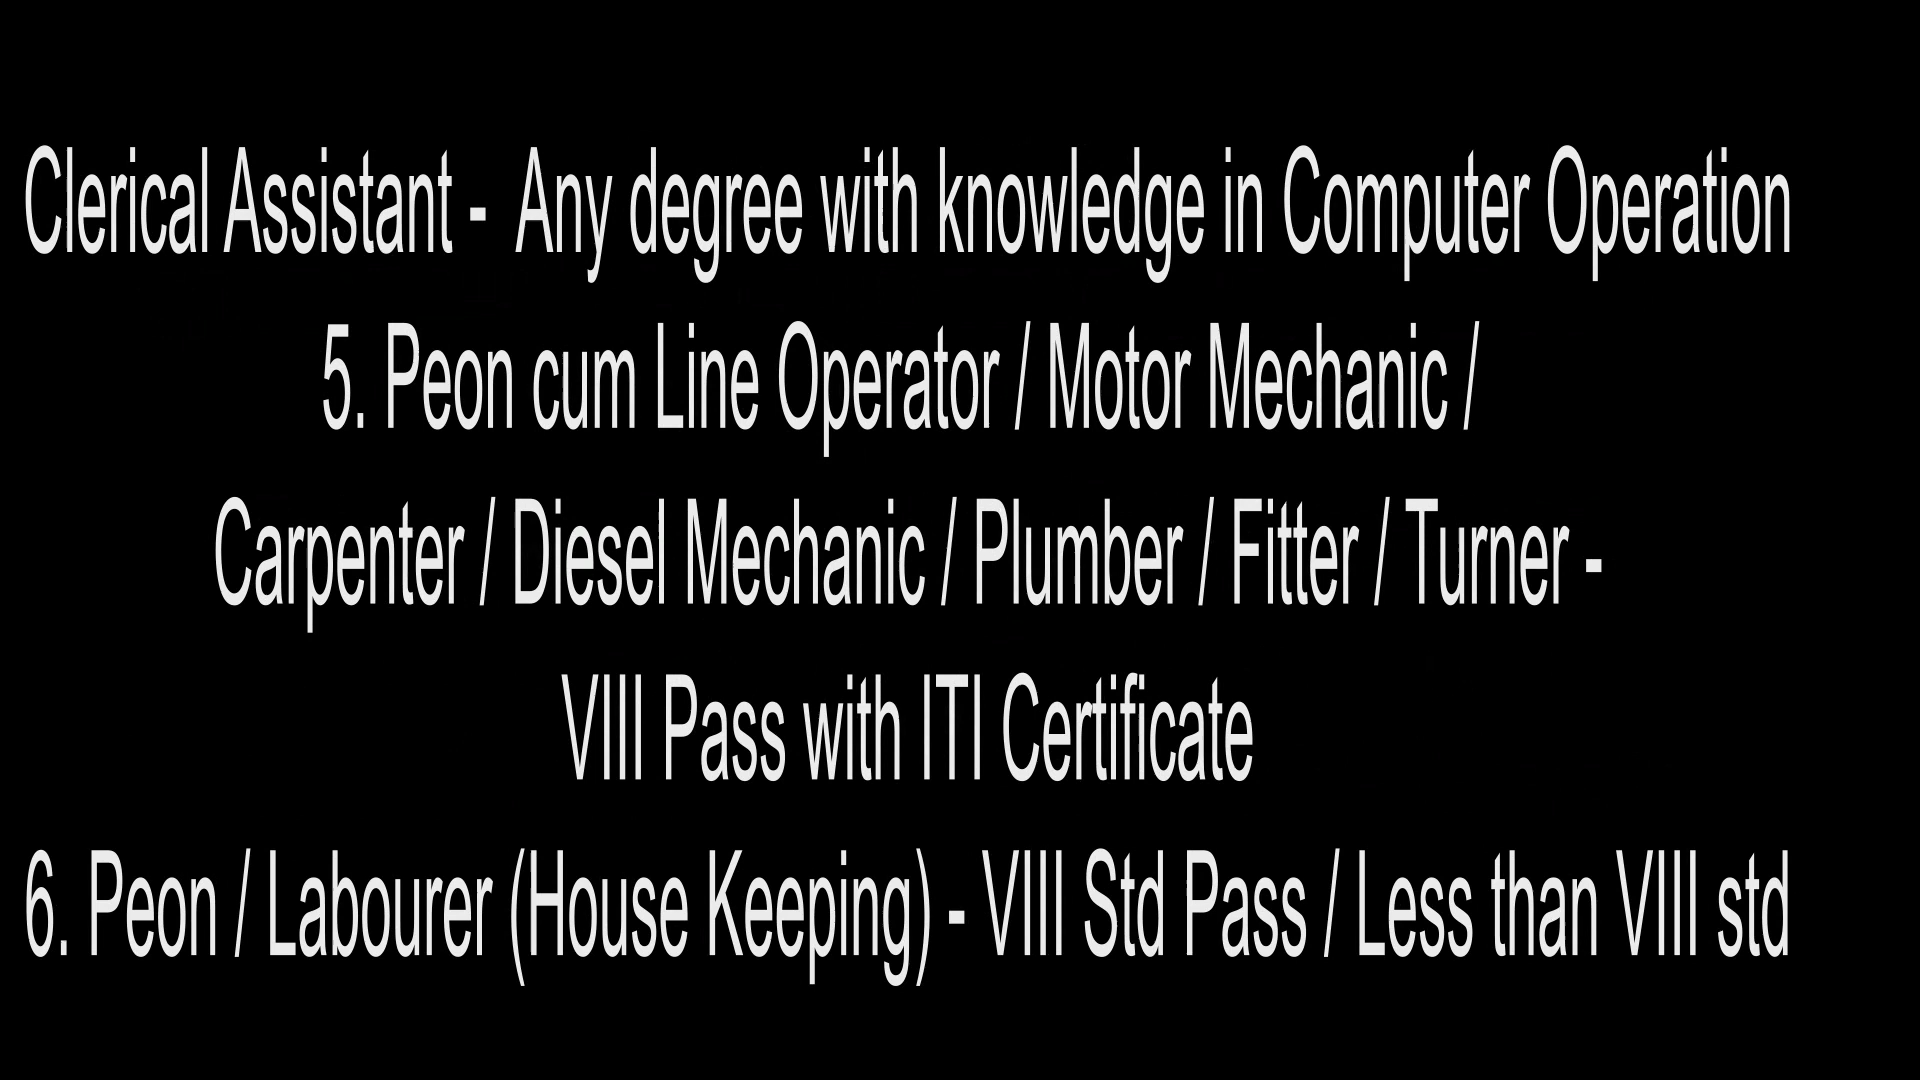 Clerical Assistant -  Any degree with knowledge in Computer Operation
5. Peon cum Line Operator / Motor Mechanic /
Carpenter / Diesel Mechanic / Plumber / Fitter / Turner -
VIII Pass with ITI Certificate
6. Peon / Labourer (House Keeping) - VIII Std Pass / Less than VIII std